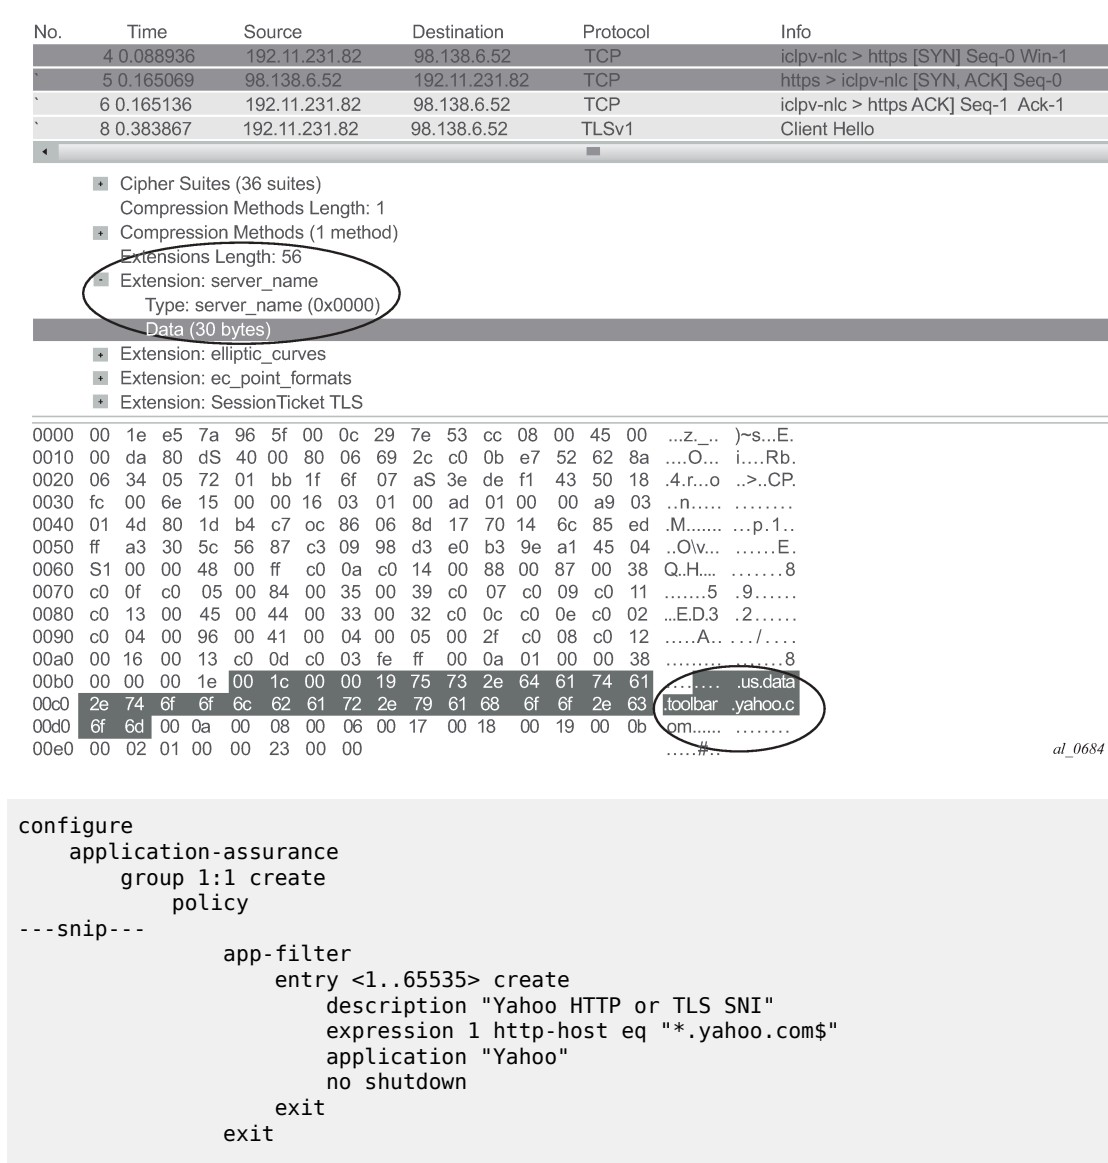 No. Time Source Destination Protocol Info
4 0.088936 192.11.231.82 98.138.6.52 TCP iclpv-nlc > https [SYN] Seq-0 Win-1
5 0.165069 98.138.6.52 192.11.231.82 TCP https > iclpv-nlc [SYN, ACK] Seq-0
6 0.165136 192.11.231.82 98.138.6.52 TCP iclpv-nlc > https ACK] Seq-1 Ack-1
8 0.383867 192.11.231.82 98.138.6.52 TLSv1 Client Hello
Cipher Suites (36 suites)
Compression Methods Length: 1
Compression Methods (1 method)
Extensions Length: 56
Extension: server_name
Type: server_name (0x0000)
Data (30 bytes)
Extension: elliptic_curves
Extension: ec_point_formats
Extension: SessionTicket TLS
0000 00 1e e5 7a 96 5f 00 0c 29 7e 53 cc 08 00 45 00 ...z._.. )~s...E.
0010 00 da 80 dS 40 00 80 06 69 2c c0 0b e7 52 62 8a ....O... i....Rb.
0020 06 34 05 72 01 bb 1f 6f 07 aS 3e de f1 43 50 18 .4.r...o ..>..CP.
0030 fc 00 6e 15 00 00 16 03 01 00 ad 01 00 00 a9 03 ..n..... ........
0040 01 4d 80 1d b4 c7 oc 86 06 8d 17 70 14 6c 85 ed .M....... ...p.1..
0050 ff a3 30 5c 56 87 c3 09 98 d3 e0 b3 9e a1 45 04 ..O\v... ......E.
0060 S1 00 00 48 00 ff c0 0a c0 14 00 88 00 87 00 38 Q..H.... .......8
0070 c0 0f c0 05 00 84 00 35 00 39 c0 07 c0 09 c0 11 .......5 .9......
0080 c0 13 00 45 00 44 00 33 00 32 c0 0c c0 0e c0 02 ...E.D.3 .2......
0090 c0 04 00 96 00 41 00 04 00 05 00 2f c0 08 c0 12 .....A.. .../....
00a0 00 16 00 13 c0 0d c0 03 fe ff 00 0a 01 00 00 38 ......... .......8
00b0 00 00 00 1e 00 1c 00 00 19 75 73 2e 64 61 74 61 ........ .us.data
00c0 2e 74 6f 6f 6c 62 61 72 2e 79 61 68 6f 6f 2e 63 .toolbar .yahoo.c
00d0 6f 6d 00 0a 00 08 00 06 00 17 00 18 00 19 00 0b om...... ........
00e0 00 02 01 00 00 23 00 00 .....#..
al_0684
configure
application-assurance
group 1:1 create
policy
---snip---
app-filter
entry <1..65535> create
description "Yahoo HTTP or TLS SNI"
expression 1 http-host eq "*.yahoo.com$"
application "Yahoo"
no shutdown
exit
exit